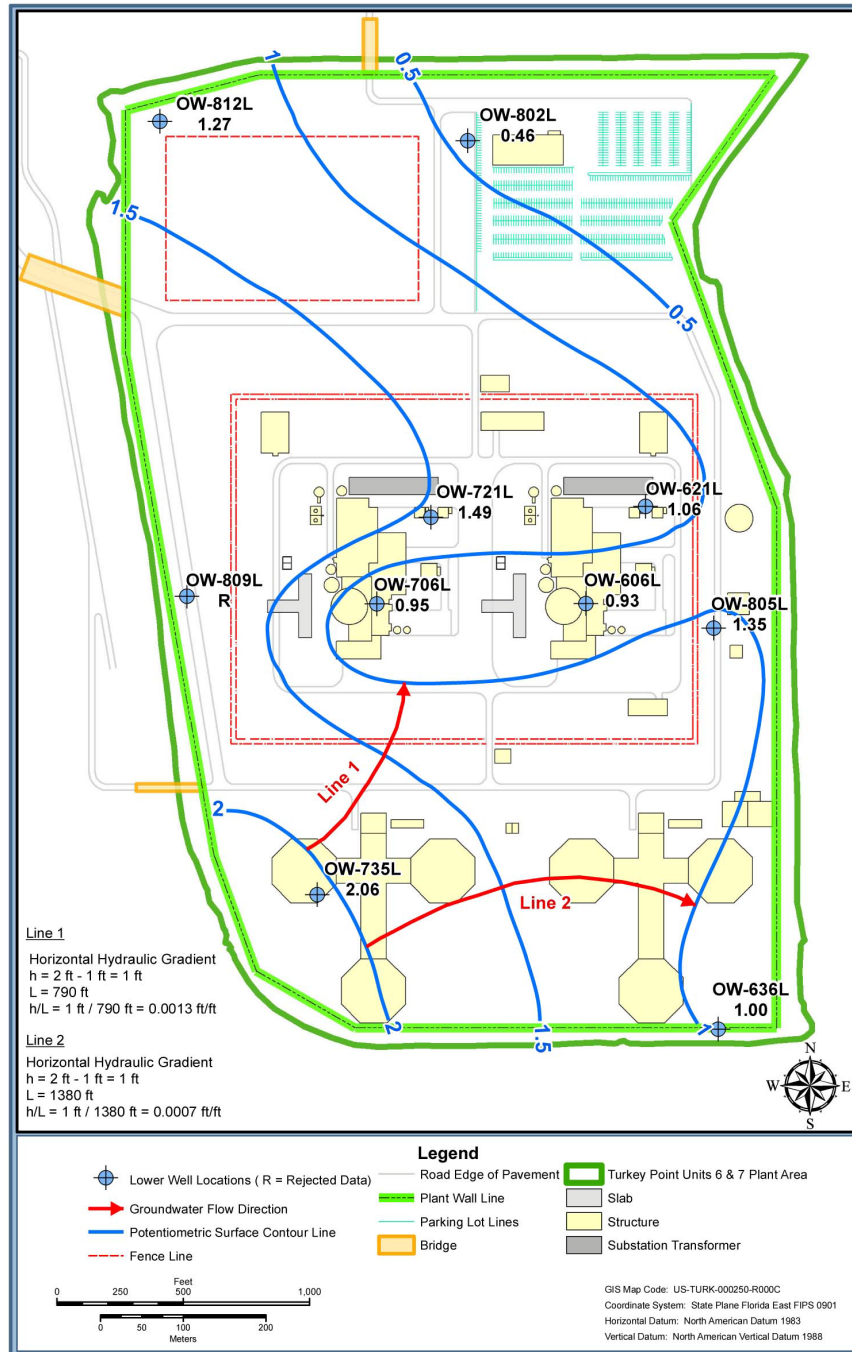 1
0.5
OW-812L
1.27
OW-802L
0.46
1.5
0.5
OW-721L
1.49
OW-621L
1.06
OW-809L
R
OW-706L
0.95
OW-606L
0.93
OW-805L
1.35
Line 1
2
OW-735L
2.06
Line 2
OW-636L
1.00
2
1.5
1
Line 1
Horizontal Hydraulic Gradient
h = 2 ft - 1 ft = 1 ft
L = 790 ft
h/L = 1 ft / 790 ft = 0.0013 ft/ft
Line 2
Horizontal Hydraulic Gradient
h = 2 ft - 1 ft = 1 ft
L = 1380 ft
h/L = 1 ft / 1380 ft = 0.0007 ft/ft
N
W E
S
Legend
Lower Well Locations ( R = Rejected Data)
Groundwater Flow Direction
Potentiometric Surface Contour Line
Fence Line
Road Edge of Pavement
Plant Wall Line
Parking Lot Lines
Bridge
Turkey Point Units 6 & 7 Plant Area
Slab
Structure
Substation Transformer
Feet
0 250 500 1,000
0 50 100 200
Meters
GIS Map Code: US-TURK-000250-R000C
Coordinate System: State Plane Florida East FIPS 0901
Horizontal Datum: North American Datum 1983
Vertical Datum: North American Vertical Datum 1988